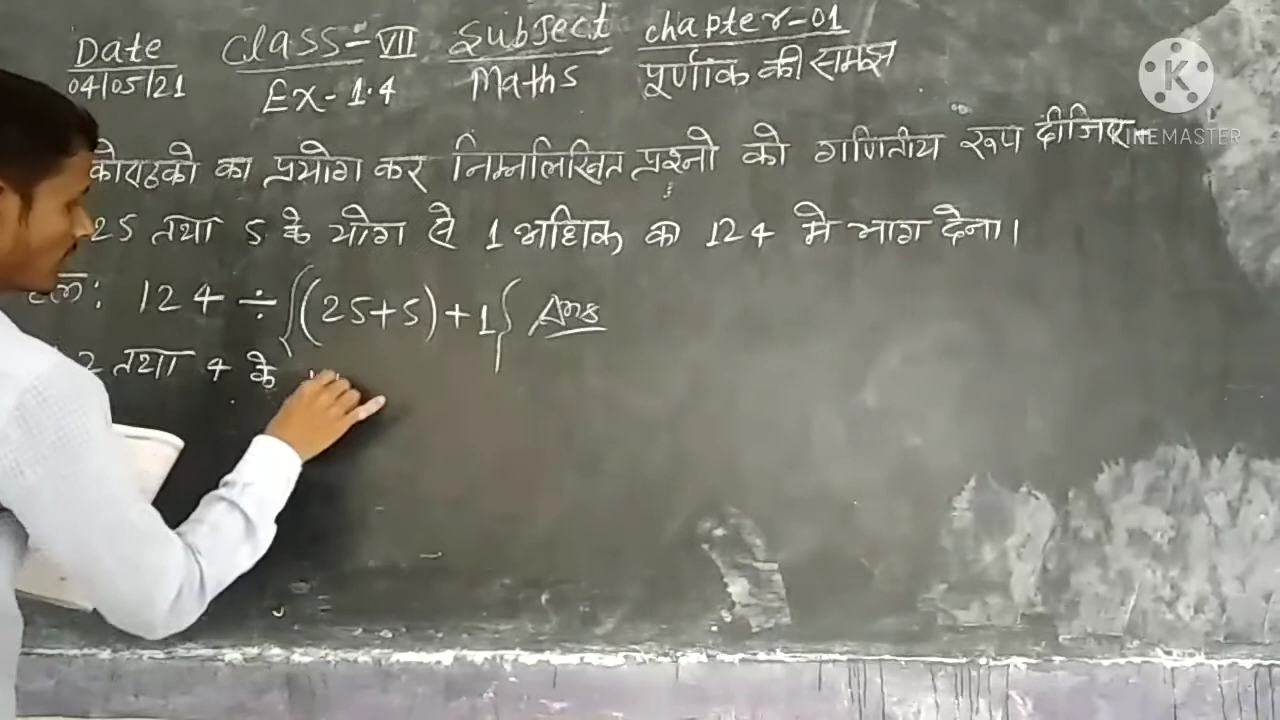 Date Class-VII Subject Chapter-01
04/05/21 Ex-1.4 Maths पूर्णांक की समझ
KINEMASTER
कोष्ठको का प्रयोग कर निम्नलिखित प्रश्नो को गणितीय रूप दीजिए-
25 तथा 5 के योग से 1 अधिक का 124 मे भाग देना।
हल: 124 ÷ {(25+5)+1} Ans
2 तथा 4 के